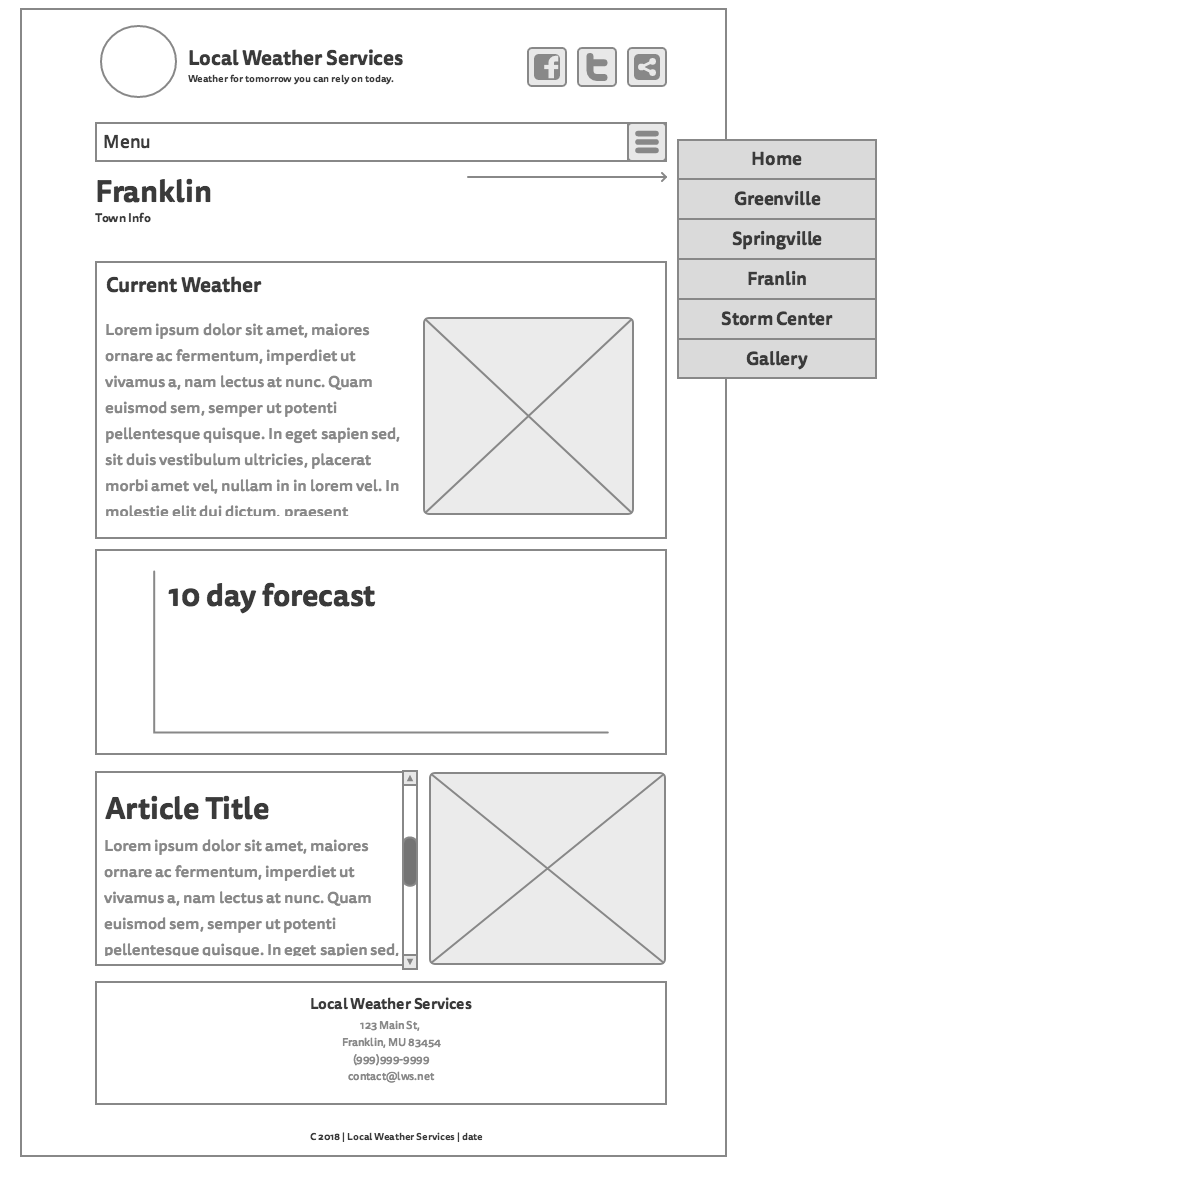 Local Weather Services
Weather for tomorrow you can rely on today.
Menu
Home
Greenville
Springville
Franlin
Storm Center
Gallery
Franklin
Town Info
Current Weather
Lorem ipsum dolor sit amet, maiores
ornare ac fermentum, imperdiet ut
vivamus a, nam lectus at nunc. Quam
euismod sem, semper ut potenti
pellentesque quisque. In eget sapien sed,
sit duis vestibulum ultricies, placerat
morbi amet vel, nullam in in lorem vel. In
molestie elit dui dictum, praesent
10 day forecast
Article Title
Lorem ipsum dolor sit amet, maiores
ornare ac fermentum, imperdiet ut
vivamus a, nam lectus at nunc. Quam
euismod sem, semper ut potenti
pellentesque quisque. In eget sapien sed,
Local Weather Services
123 Main St,
Franklin, MU 83454
(999)999-9999
contact@lws.net
C 2018 | Local Weather Services | date